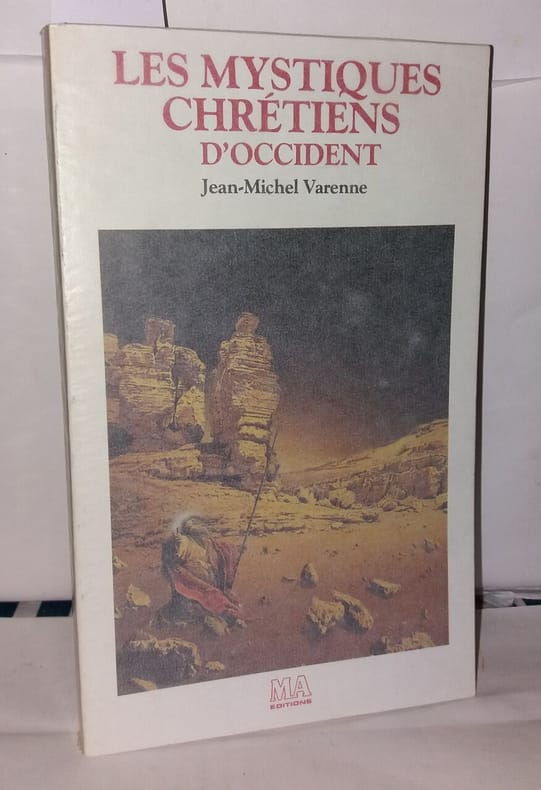 LES MYSTIQUES
CHRÉTIENS
D'OCCIDENT
Jean-Michel Varenne
MA
EDITIONS